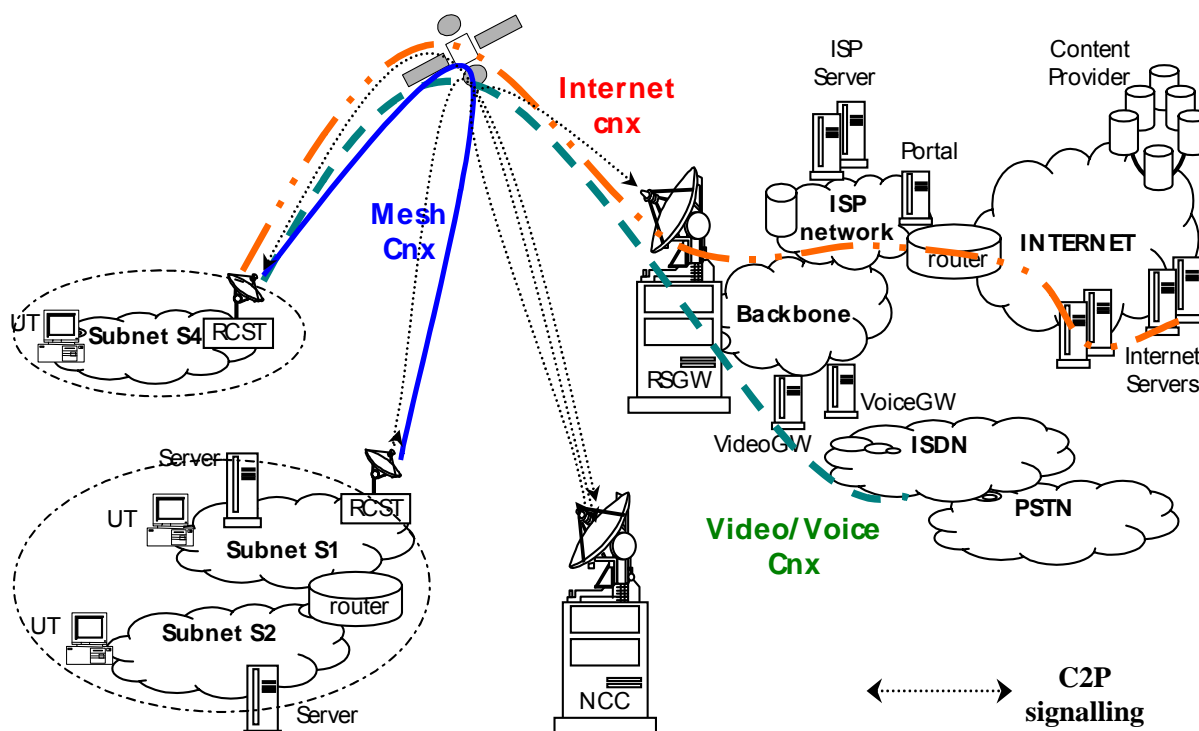 ISP
Server
Content
Provider
Internet
cnx
Portal
Mesh
Cnx
ISP
network
INTERNET
router
UT
Subnet S4
RCST
Backbone
RSGW
Internet
Servers
VoiceGW
VideoGW
ISDN
Server
RCST
UT
PSTN
Subnet S1
Video/Voice
Cnx
router
UT
Subnet S2
NCC
Server
C2P
signalling